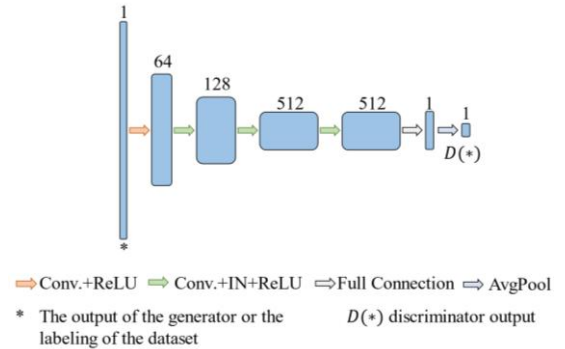 1
64
128
512
512
1
1
D(*)
*
Conv.+ReLU
Conv.+IN+ReLU
Full Connection
AvgPool
* The output of the generator or the
labeling of the dataset
D(*) discriminator output